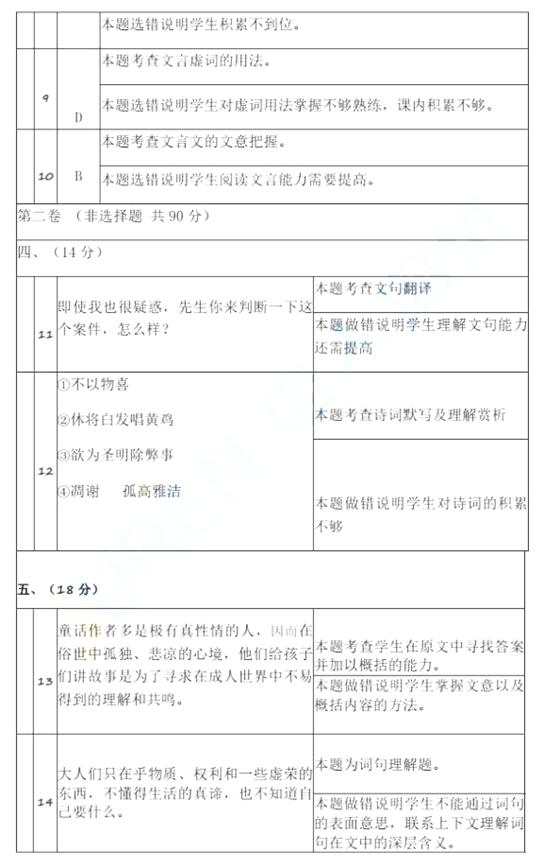 本题选错说明学生积累不到位。
9
D
本题考查文言虚词的用法。
本题选错说明学生对虚词用法掌握不够熟练，课内积累不够。
10
B
本题考查文言文的文意把握。
本题选错说明学生阅读文言能力需要提高。
第二卷 （非选择题 共90分）
四、（14分）
11
即使我也很疑惑，先生你来判断一下这
个案件，怎么样？
本题考查文句翻译
本题做错说明学生理解文句能力
还需提高
12
①不以物喜
②休将白发唱黄鸡
③欲为圣明除弊事
④凋谢 孤高雅洁
本题考查诗词默写及理解赏析
本题做错说明学生对诗词的积累
不够
五、（18分）
13
童话作者多是极有真性情的人，因而在
俗世中孤独、悲凉的心境，他们给孩子
们讲故事是为了寻求在成人世界中不易
得到的理解和共鸣。
本题考查学生在原文中寻找答案
并加以概括的能力。
本题做错说明学生掌握文意以及
概括内容的方法。
14
大人们只在乎物质、权利和一些虚荣的
东西，不懂得生活的真谛，也不知道自
己要什么。
本题为词句理解题。
本题做错说明学生不能通过词句
的表面意思，联系上下文理解词
句在文中的深层含义。